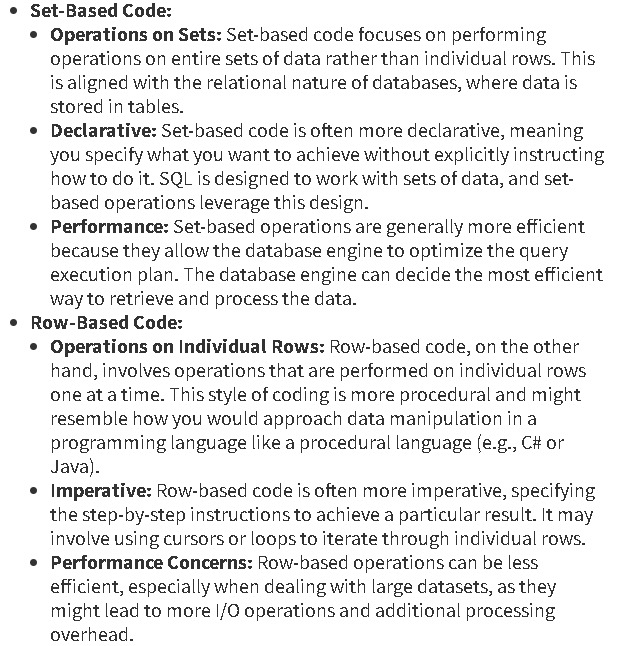 • Set-Based Code:
• Operations on Sets: Set-based code focuses on performing
operations on entire sets of data rather than individual rows. This
is aligned with the relational nature of databases, where data is
stored in tables.
• Declarative: Set-based code is often more declarative, meaning
you specify what you want to achieve without explicitly instructing
how to do it. SQL is designed to work with sets of data, and set-
based operations leverage this design.
• Performance: Set-based operations are generally more efficient
because they allow the database engine to optimize the query
execution plan. The database engine can decide the most efficient
way to retrieve and process the data.
• Row-Based Code:
• Operations on Individual Rows: Row-based code, on the other
hand, involves operations that are performed on individual rows
one at a time. This style of coding is more procedural and might
resemble how you would approach data manipulation in a
programming language like a procedural language (e.g., C# or
Java).
• Imperative: Row-based code is often more imperative, specifying
the step-by-step instructions to achieve a particular result. It may
involve using cursors or loops to iterate through individual rows.
• Performance Concerns: Row-based operations can be less
efficient, especially when dealing with large datasets, as they
might lead to more I/O operations and additional processing
overhead.